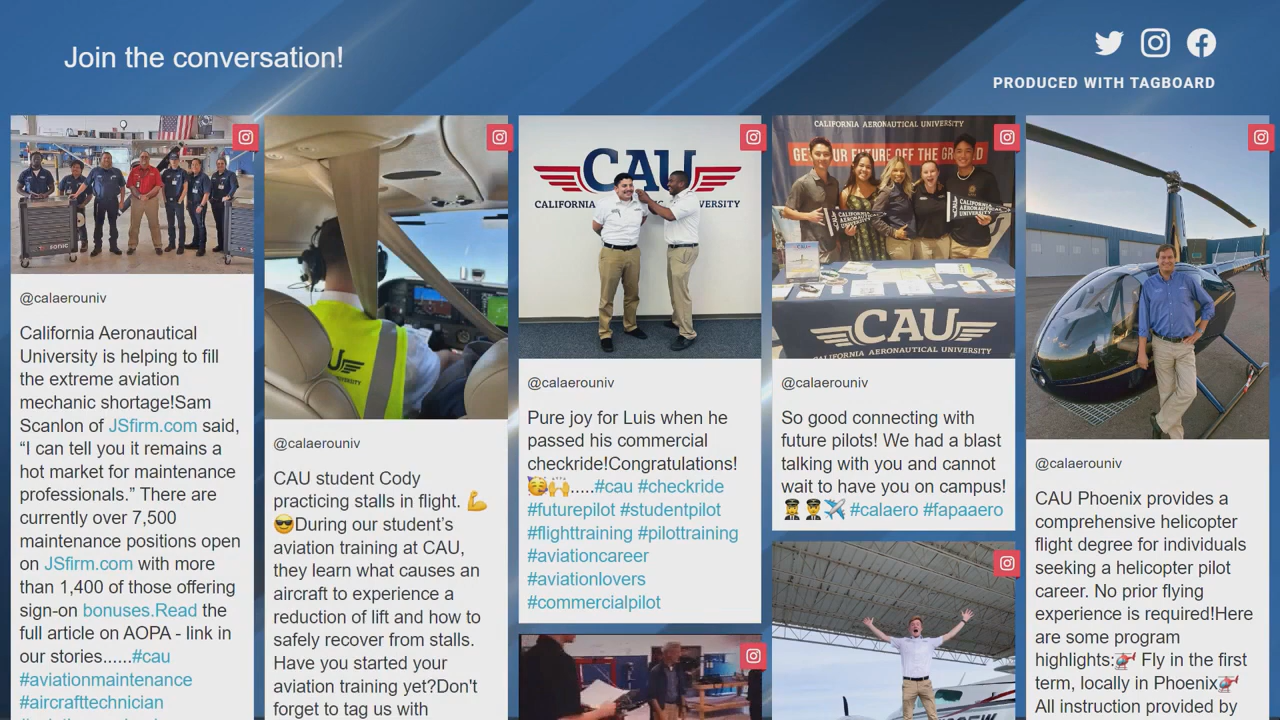 Join the conversation!
PRODUCED WITH TAGBOARD
SONIC
@calaerouniv
California Aeronautical
University is helping to fill
the extreme aviation
mechanic shortage!Sam
Scanlon of JSfirm.com said,
“I can tell you it remains a
hot market for maintenance
professionals.” There are
currently over 7,500
maintenance positions open
on JSfirm.com with more
than 1,400 of those offering
sign-on bonuses.Read the
full article on AOPA - link in
our stories......#cau
#aviationmaintenance
#aircrafttechnician
@calaerouniv
CAU student Cody
practicing stalls in flight. 💪
😎During our student’s
aviation training at CAU,
they learn what causes an
aircraft to experience a
reduction of lift and how to
safely recover from stalls.
Have you started your
aviation training yet?Don't
forget to tag us with
CAU
@calaerouniv
Pure joy for Luis when he
passed his commercial
checkride!Congratulations!
🥳🙌.....#cau #checkride
#futurepilot #studentpilot
#flighttraining #pilottraining
#aviationcareer
#aviationlovers
#commercialpilot
CALIFORNIA AERONAUTICAL UNIVERSITY
CALIFORNIA AERONAUTICAL UNIVERSITY
CAU
CALIFORNIA AERONAUTICAL UNIVERSITY
@calaerouniv
So good connecting with
future pilots! We had a blast
talking with you and cannot
wait to have you on campus!
👩‍✈️👨‍✈️✈️ #calaero #fapaaero
@calaerouniv
CAU Phoenix provides a
comprehensive helicopter
flight degree for individuals
seeking a helicopter pilot
career. No prior flying
experience is required!Here
are some program
highlights:🚁 Fly in the first
term, locally in Phoenix🚁
All instruction provided by